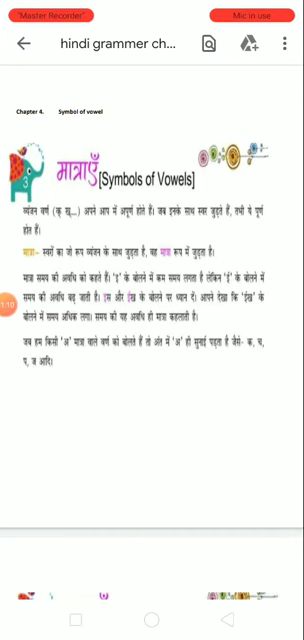 "Master Recorder"
Mic in use
hindi grammer ch...
Chapter 4. Symbol of vowel
मात्राएँ [Symbols of Vowels]
व्यंजन वर्ण (क् ख्...) अपने आप में अपूर्ण होते हैं। जब इनके साथ स्वर जुड़ते हैं, तभी ये पूर्ण
होते हैं।
मात्रा– स्वरों का जो रूप व्यंजन के साथ जुड़ता है, वह मात्रा रूप में जुड़ता है।
मात्रा समय की अवधि को कहते हैं। 'इ' के बोलने में कम समय लगता है लेकिन 'ई' के बोलने में
समय की अवधि बढ़ जाती है। इस और ईख के बोलने पर ध्यान दें। आपने देखा कि 'ईख' के
बोलने में समय अधिक लगा। समय की यह अवधि ही मात्रा कहलाती है।
जब हम किसी 'अ' मात्रा वाले वर्ण को बोलते हैं तो अंत में 'अ' ही सुनाई पड़ता है जैसे- क, च,
प, ज आदि।
1:10